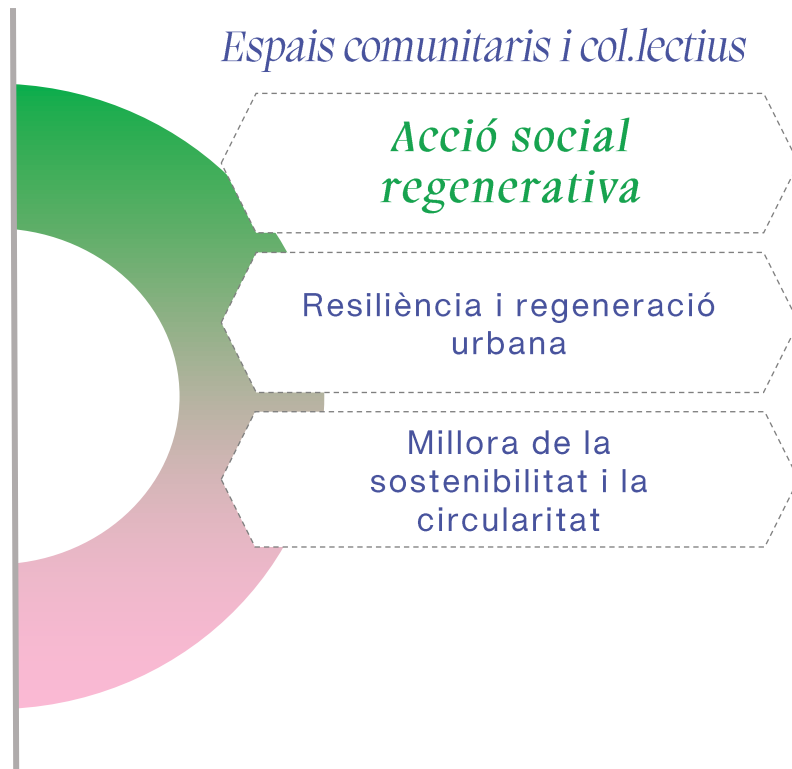 Espais comunitaris i col.lectius
Acció social
regenerativa
Resiliència i regeneració
urbana
Millora de la
sostenibilitat i la
circularitat